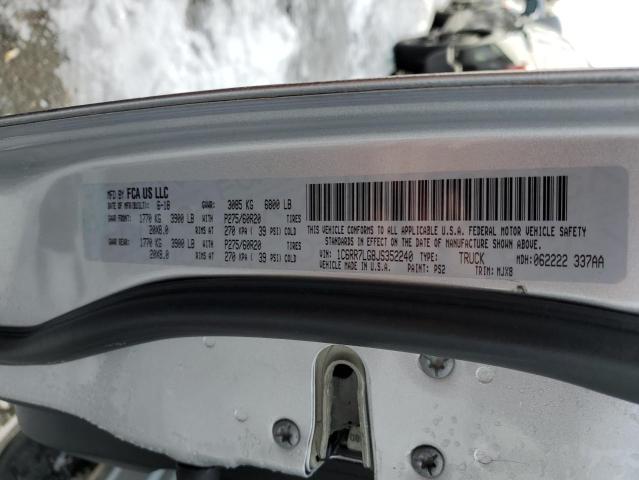 MFD BY FCA US LLC
DATE OF MFR(BUILT): 6-18 GVWR: 3085 KG 6800 LB
GAWR FRONT: 1770 KG 3900 LB WITH P275/60R20 TIRES
20X8.0 RIMS AT 270 KPA ( 39 PSI) COLD
GAWR REAR: 1770 KG 3900 LB WITH P275/60R20 TIRES
20X8.0 RIMS AT 270 KPA ( 39 PSI) COLD
THIS VEHICLE CONFORMS TO ALL APPLICABLE FEDERAL MOTOR VEHICLE SAFETY
STANDARDS IN EFFECT IN U.S.A. ON THE DATE OF MANUFACTURE SHOWN ABOVE.
VIN: 1C6RR7LG8JS352240 TYPE: TRUCK MDH: 062222 337AA
VEHICLE MADE IN U.S.A. PAINT: PS2 TRIM: MJX8